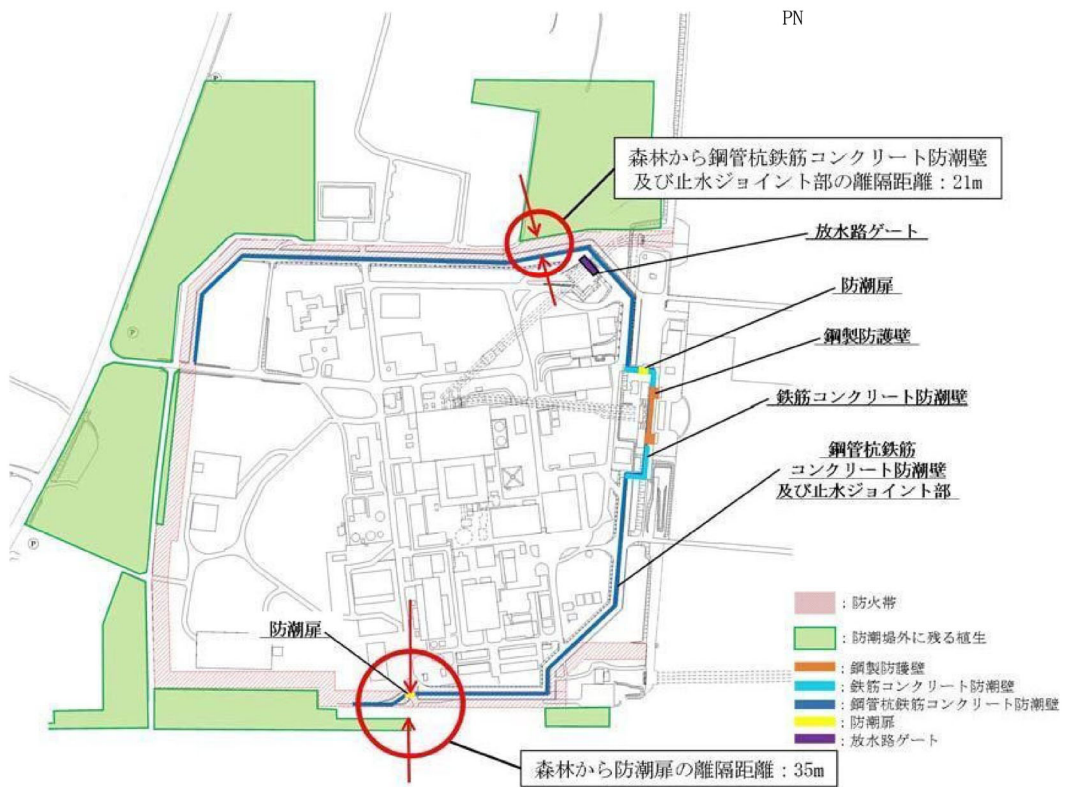 PN
森林から鋼管杭鉄筋コンクリート防潮壁
及び止水ジョイント部の離隔距離：21m
放水路ゲート
防潮扉
鋼製防護壁
鉄筋コンクリート防潮壁
鋼管杭鉄筋
コンクリート防潮壁
及び止水ジョイント部
防潮扉
森林から防潮扉の離隔距離：35m
：防火帯
：防潮堤外に残る植生
：鋼製防護壁
：鉄筋コンクリート防潮壁
：鋼管杭鉄筋コンクリート防潮壁
：防潮扉
：放水路ゲート
P
P
P